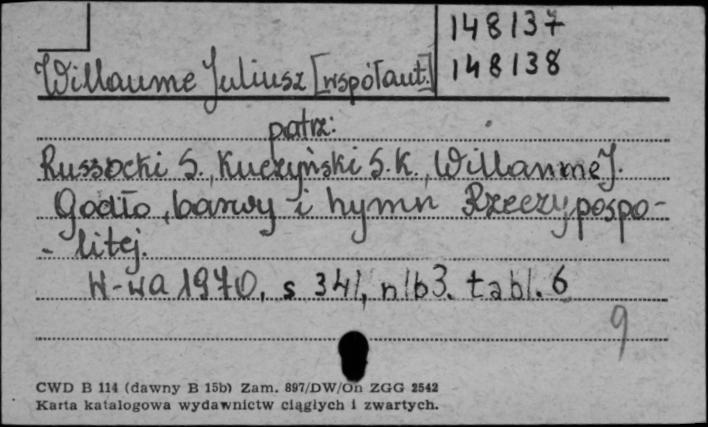 148137
148138
Willaume Juliusz [współaut.]
patrz:
Russocki S., Kuczyński S.K., Willaume J.
Godło, barwy i hymn Rzeczypospo-
- litej.
W-wa 1970, s 341, nlb3. tabl. 6
9
CWD B 114 (dawny B 15b) Zam. 897/DW/On ZGG 2542
Karta katalogowa wydawnictw ciągłych i zwartych.